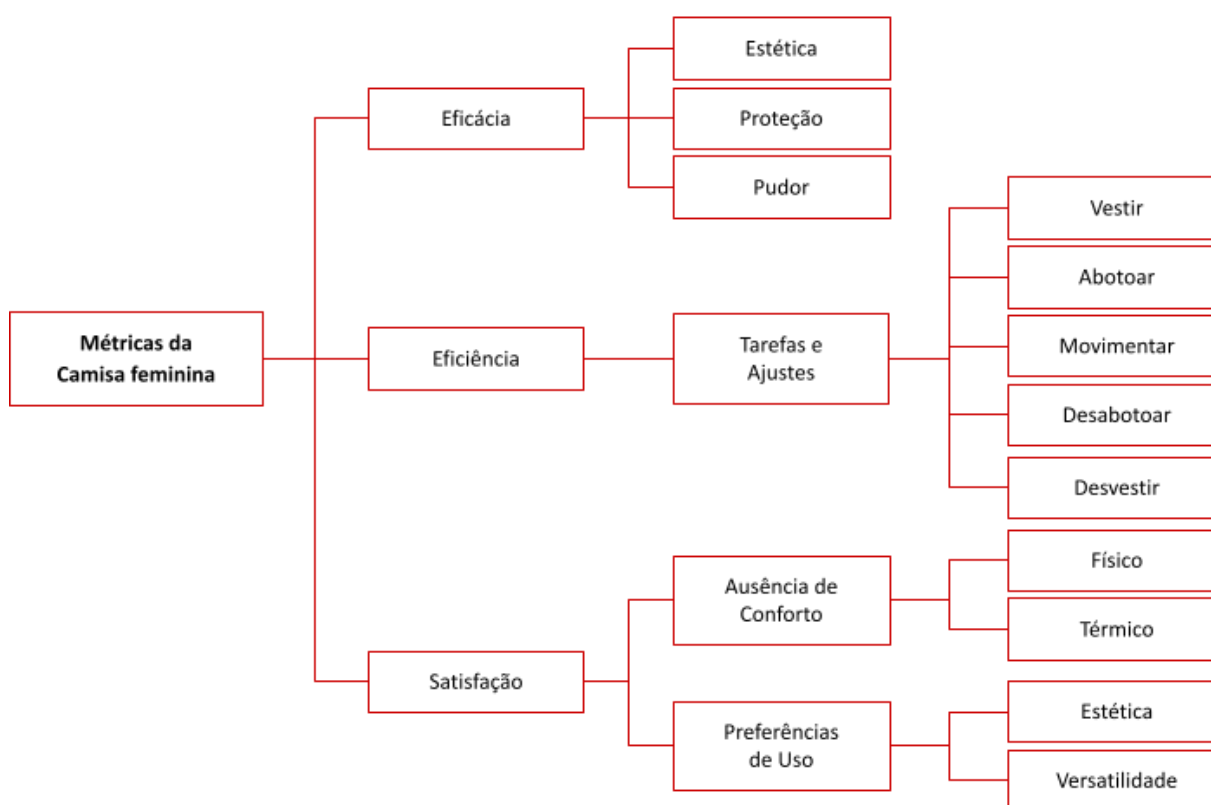 Métricas da
Camisa feminina
Eficácia
Estética
Proteção
Pudor
Eficiência
Tarefas e
Ajustes
Vestir
Abotoar
Movimentar
Desabotoar
Desvestir
Satisfação
Ausência de
Conforto
Físico
Térmico
Preferências
de Uso
Estética
Versatilidade